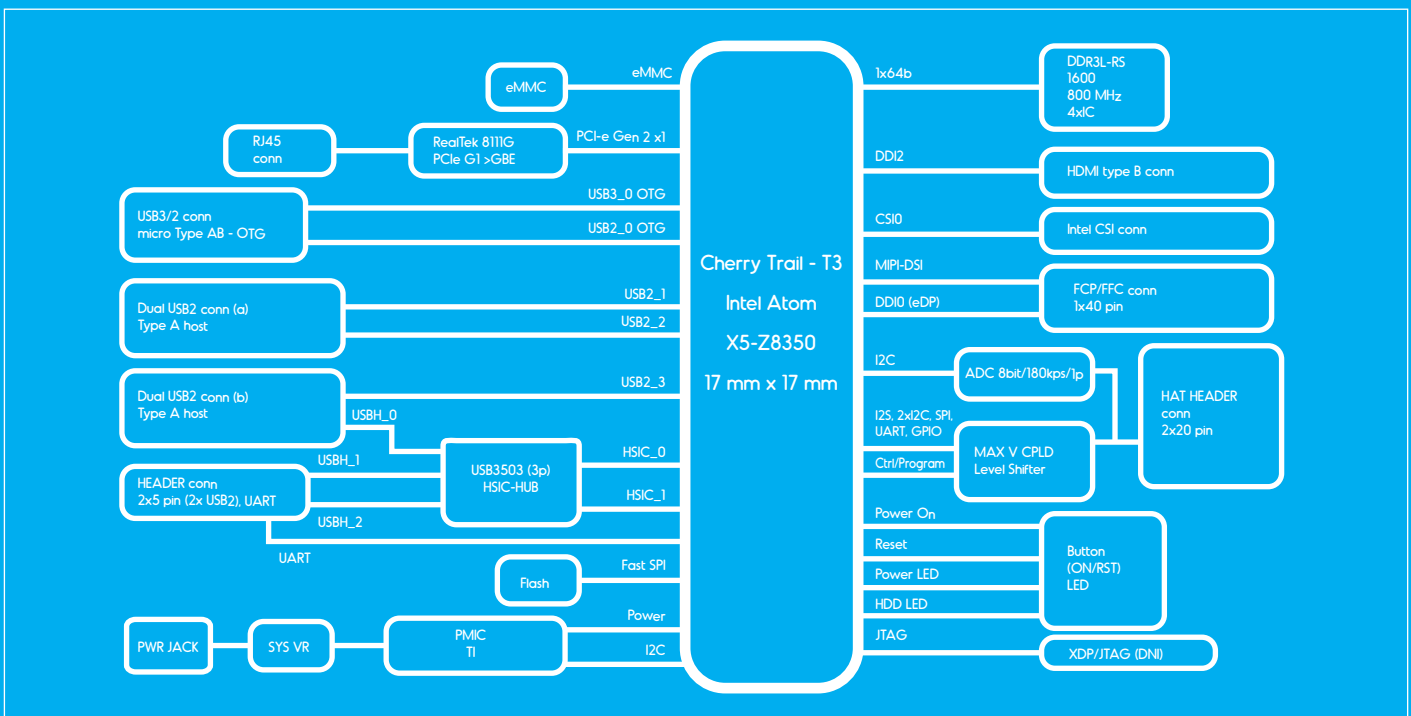 eMMC
eMMC
RJ45
conn
RealTek 8111G
PCIe G1 >GBE
PCI-e Gen 2 x1
USB3/2 conn
micro Type AB - OTG
USB3_0 OTG
USB2_0 OTG
Dual USB2 conn (a)
Type A host
USB2_1
USB2_2
Dual USB2 conn (b)
Type A host
USB2_3
USBH_0
USBH_1
HEADER conn
2x5 pin (2x USB2), UART
USBH_2
UART
USB3503 (3p)
HSIC-HUB
HSIC_0
HSIC_1
Flash
Fast SPI
PWR JACK
SYS VR
PMIC
TI
Power
I2C
Cherry Trail - T3
Intel Atom
X5-Z8350
17 mm x 17 mm
1x64b
DDR3L-RS
1600
800 MHz
4xIC
DDI2
HDMI type B conn
CSI0
Intel CSI conn
MIPI-DSI
DDI0 (eDP)
FCP/FFC conn
1x40 pin
I2C
ADC 8bit/180kps/1p
I2S, 2xI2C, SPI,
UART, GPIO
Ctrl/Program
MAX V CPLD
Level Shifter
HAT HEADER
conn
2x20 pin
Power On
Reset
Power LED
HDD LED
Button
(ON/RST)
LED
JTAG
XDP/JTAG (DNI)